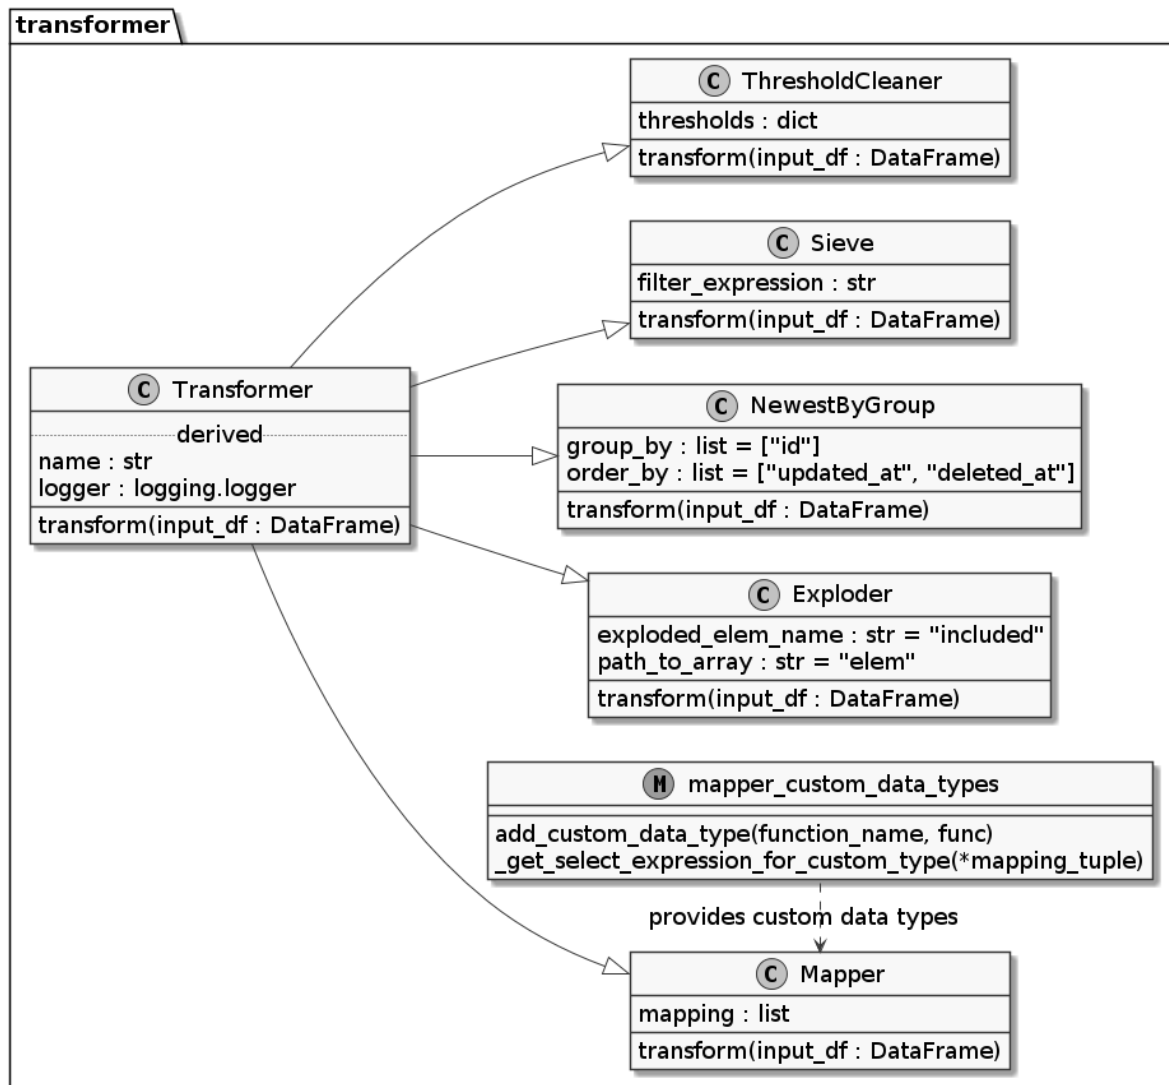 transformer
C ThresholdCleaner
thresholds : dict
transform(input_df : DataFrame)
C Sieve
filter_expression : str
transform(input_df : DataFrame)
C Transformer
derived
name : str
logger : logging.logger
transform(input_df : DataFrame)
C NewestByGroup
group_by : list = ["id"]
order_by : list = ["updated_at", "deleted_at"]
transform(input_df : DataFrame)
C Exploder
exploded_elem_name : str = "included"
path_to_array : str = "elem"
transform(input_df : DataFrame)
M mapper_custom_data_types
add_custom_data_type(function_name, func)
_get_select_expression_for_custom_type(*mapping_tuple)
provides custom data types
C Mapper
mapping : list
transform(input_df : DataFrame)